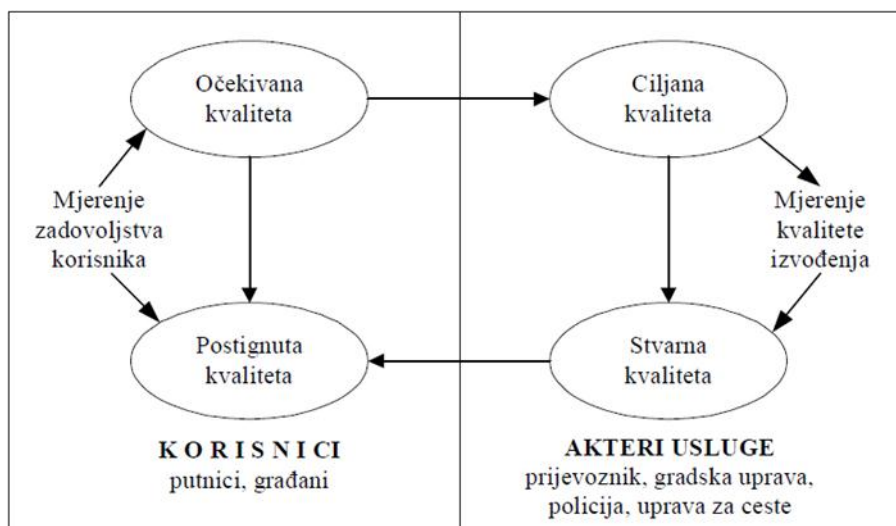 Očekivana
kvaliteta
Ciljana
kvaliteta
Mjerenje
zadovoljstva
korisnika
Mjerenje
kvalitete
izvođenja
Postignuta
kvaliteta
Stvarna
kvaliteta
K O R I S N I CI
putnici, građani
AKTERI USLUGE
prijevoznik, gradska uprava,
policija, uprava za ceste